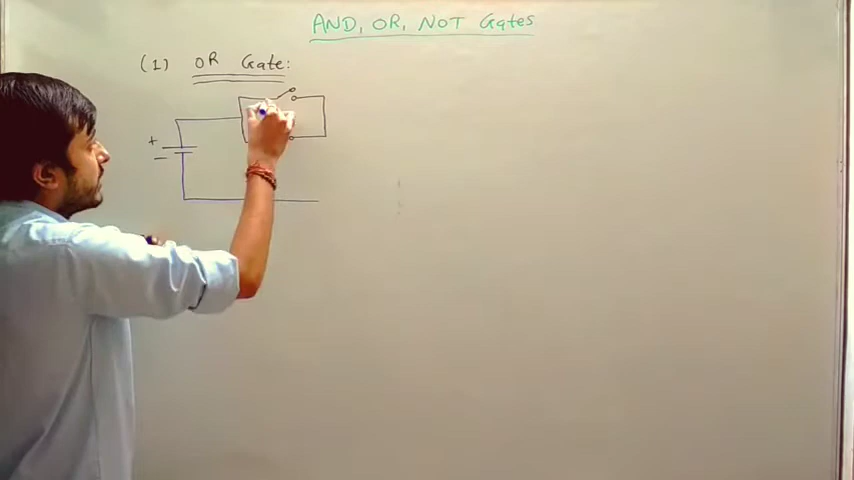 AND, OR, NOT Gates
(1) OR Gate:
+
−